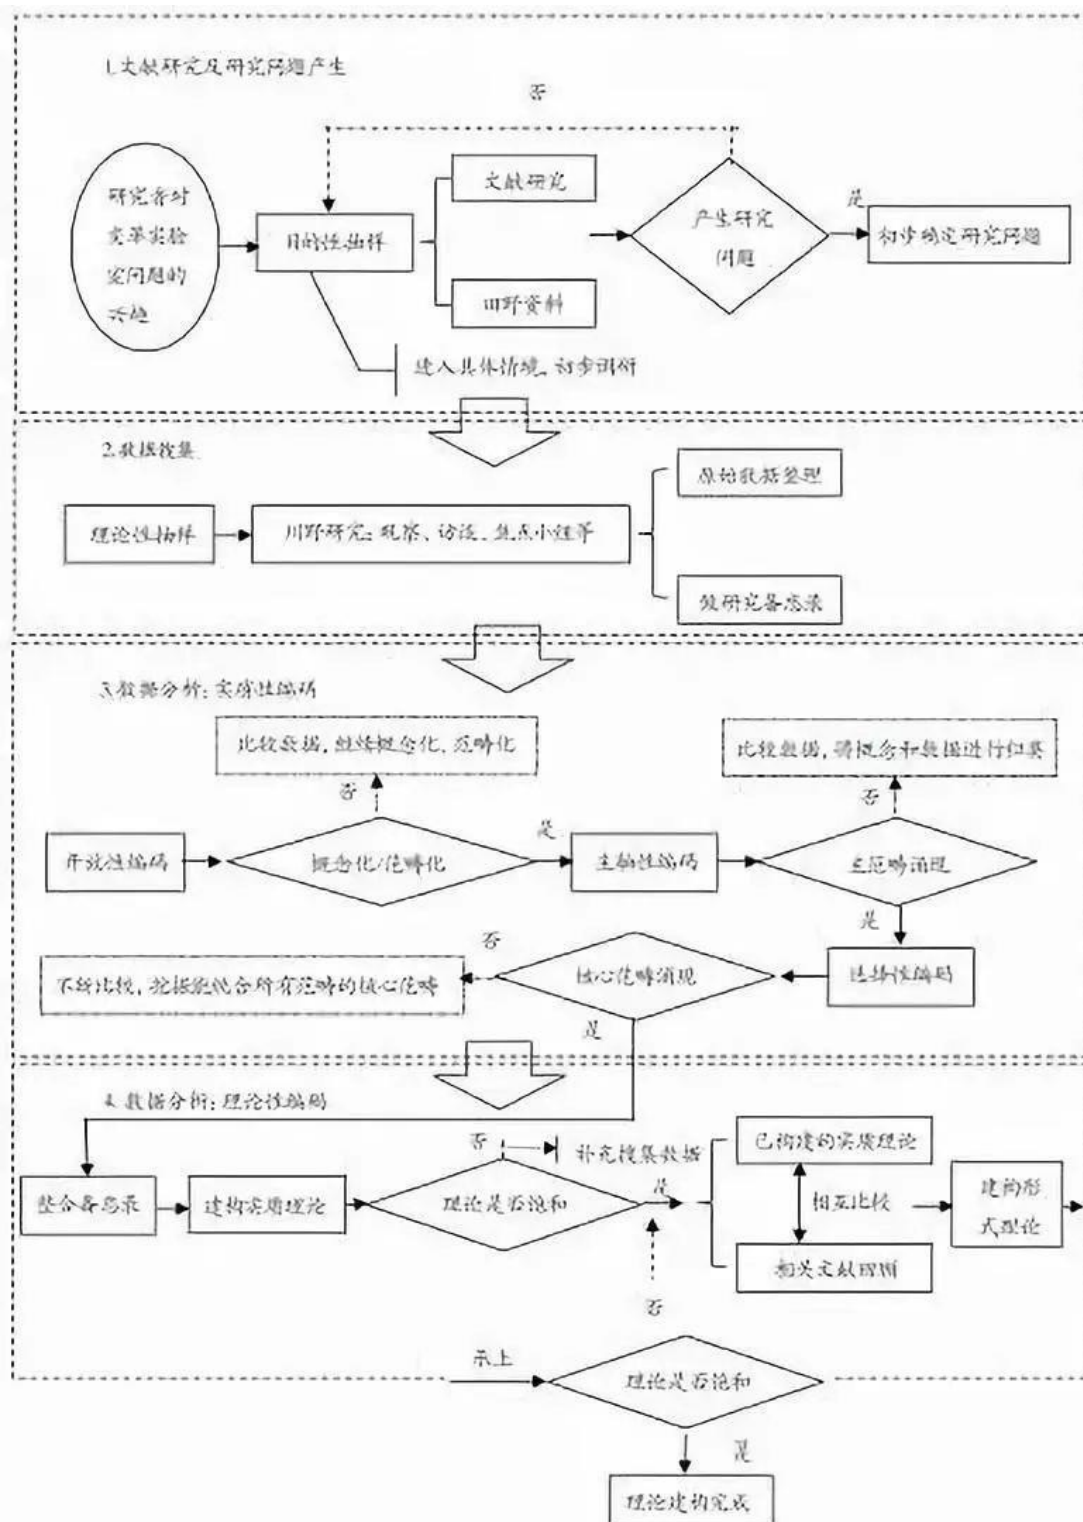 1.文献研究及研究问题产生
否
研究者对
变革实验
室问题的
兴趣
目的性抽样
文献研究
田野资料
产生研究
问题
是
初步确定研究问题
进入具体情境、初步调研
2.数据搜集
理论性抽样
田野研究：观察、访谈、焦点小组等
原始数据整理
做研究备忘录
3.数据分析：实质性编码
比较数据，继续概念化、范畴化
否
开放性编码
概念化/范畴化
是
主轴性编码
比较数据，将概念和数据进行归类
否
主范畴涌现
是
选择性编码
核心范畴涌现
否
不断比较，挖掘能统合所有范畴的核心范畴
是
4.数据分析：理论性编码
整合备忘录
建构实质理论
理论是否饱和
否
补充搜集数据
是
已构建的实质理论
相互比较
相关文献回顾
建构形
式理论
否
承上
理论是否饱和
是
理论建构完成